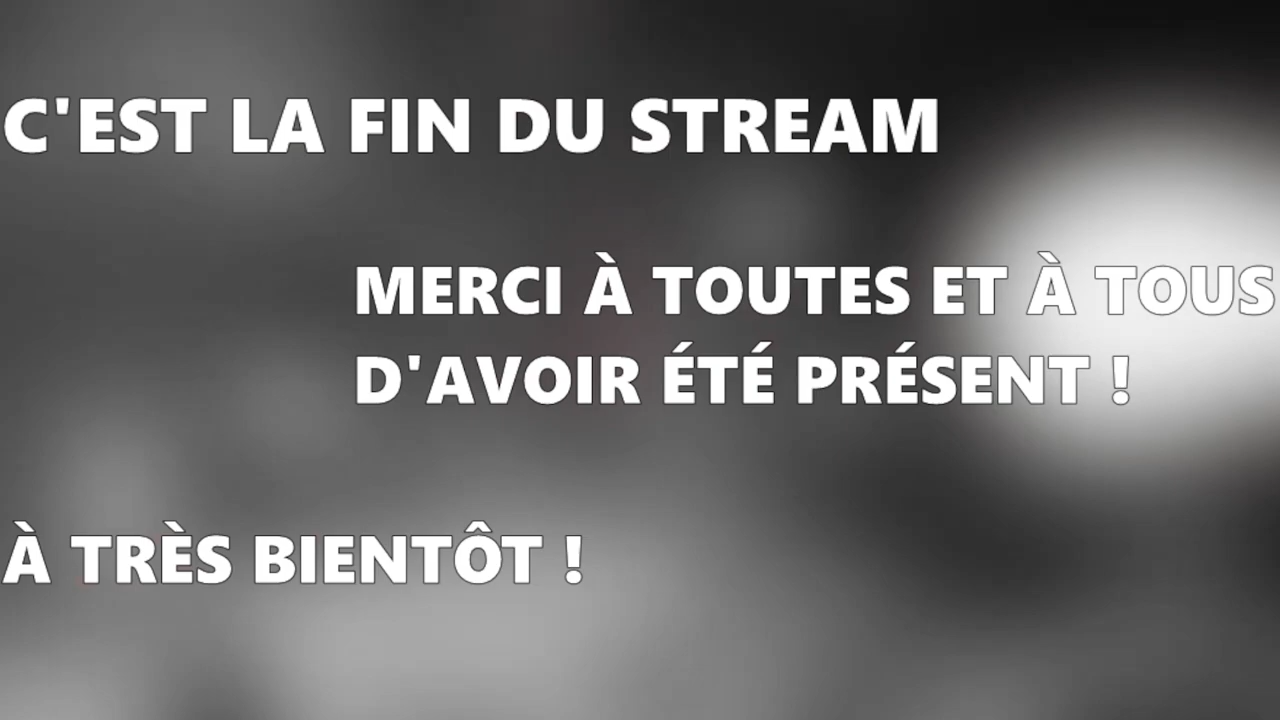 C'EST LA FIN DU STREAM
MERCI À TOUTES ET À TOUS
D'AVOIR ÉTÉ PRÉSENT !
À TRÈS BIENTÔT !